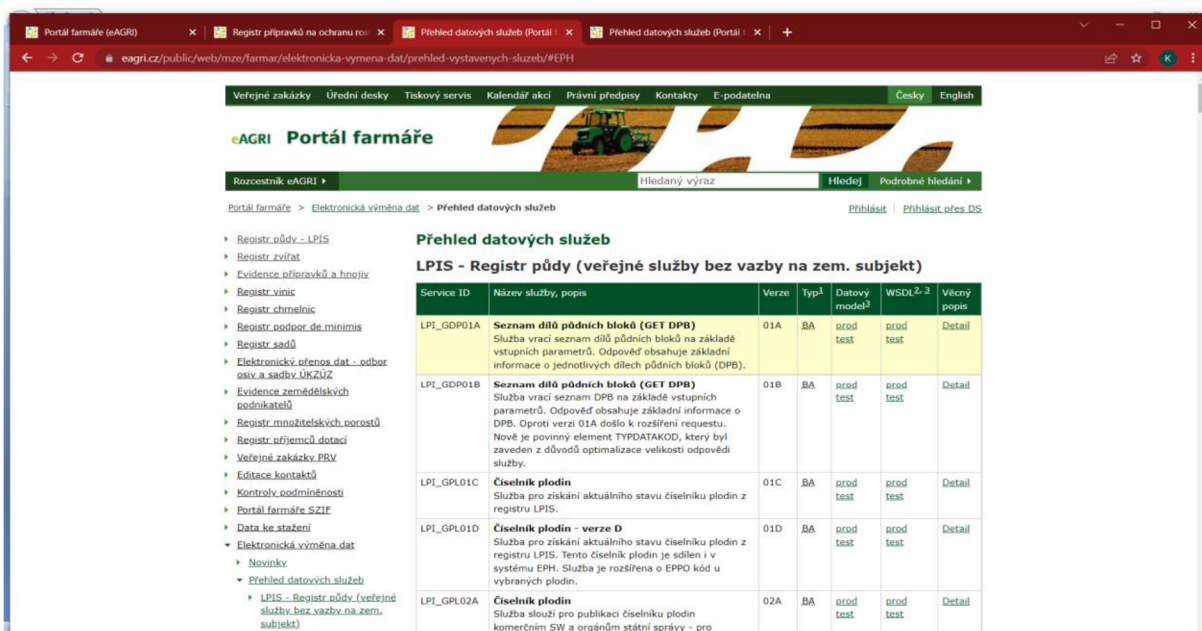 Portál farmáře (eAGRI)
Registr přípravků na ochranu ros
Přehled datových služeb (Portál f
Přehled datových služeb (Portál f
eagri.cz/public/web/mze/farmar/elektronicka-vymena-dat/prehled-vystavenych-sluzeb/#EPH
K
Veřejné zakázky Úřední desky Tiskový servis Kalendář akcí Právní předpisy Kontakty E-podatelna Česky English
eAGRI Portál farmáře
Rozcestník eAGRI Hledaný výraz Hledej Podrobné hledání
Portál farmáře > Elektronická výměna dat > Přehled datových služeb Přihlásit Přihlásit přes DS
Registr půdy - LPIS
Registr zvířat
Evidence přípravků a hnojiv
Registr vinic
Registr chmelnic
Registr podpor de minimis
Registr sadů
Elektronický přenos dat - odbor
osiv a sadby ÚKZÚZ
Evidence zemědělských
podnikatelů
Registr množitelských porostů
Registr příjemců dotací
Veřejné zakázky PRV
Editace kontaktů
Kontroly podmíněnosti
Portál farmáře SZIF
Data ke stažení
Elektronická výměna dat
Novinky
Přehled datových služeb
LPIS - Registr půdy (veřejné
služby bez vazby na zem.
subjekt)
Přehled datových služeb
LPIS - Registr půdy (veřejné služby bez vazby na zem. subjekt)
Service ID Název služby, popis Verze Typ1 Datový WSDL2, 3 Věcný
model3 popis
LPI_GDP01A Seznam dílů půdních bloků (GET DPB) 01A BA prod prod Detail
Služba vrací seznam dílů půdních bloků na základě test test
vstupních parametrů. Odpověď obsahuje základní
informace o jednotlivých dílech půdních bloků (DPB).
LPI_GDP01B Seznam dílů půdních bloků (GET DPB) 01B BA prod prod Detail
Služba vrací seznam DPB na základě vstupních test test
parametrů. Odpověď obsahuje základní informace o
DPB. Oproti verzi 01A došlo k rozšíření requestu.
Nově je povinný element TYPDATAKOD, který byl
zaveden z důvodů optimalizace velikosti odpovědi
služby.
LPI_GPL01C Číselník plodin 01C BA prod prod Detail
Služba pro získání aktuálního stavu číselníku plodin z test test
registru LPIS.
LPI_GPL01D Číselník plodin - verze D 01D BA prod prod Detail
Služba pro získání aktuálního stavu číselníku plodin z test test
registru LPIS. Tento číselník plodin je sdílen i v
systému EPH. Služba je rozšířena o EPPO kód u
vybraných plodin.
LPI_GPL02A Číselník plodin 02A BA prod prod Detail
Služba slouží pro publikaci číselníku plodin test test
komerčním SW a orgánům státní správy - pro